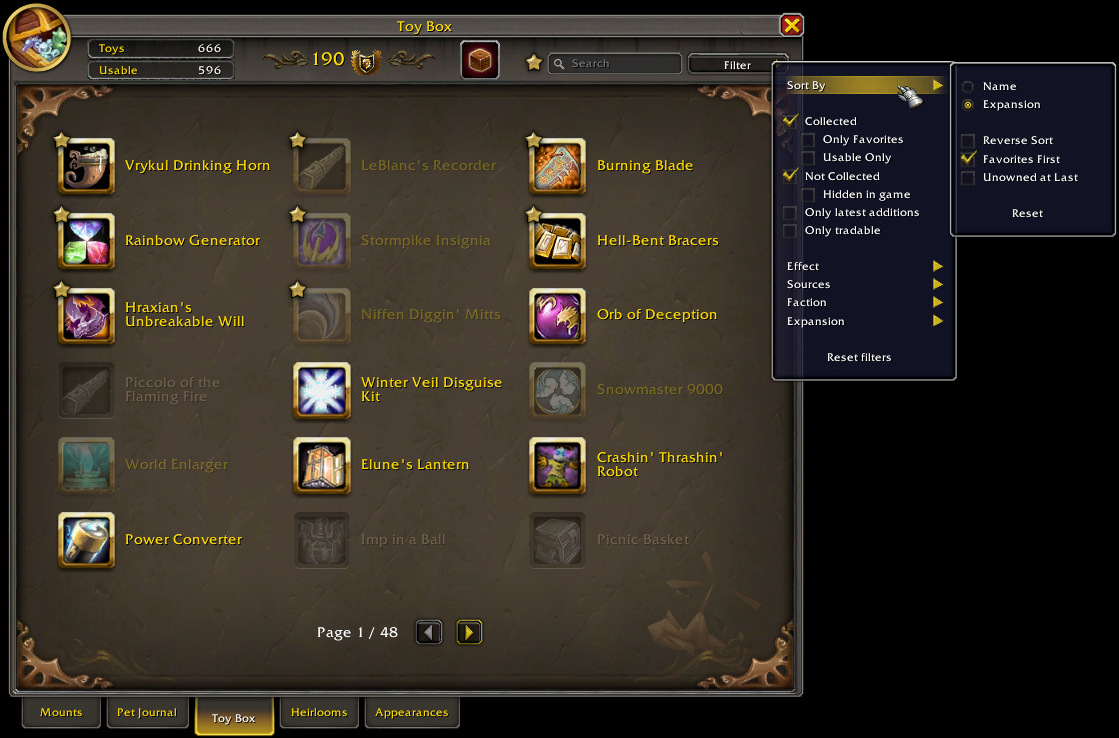 Toy Box
Toys 666
Usable 596
190
Search
Filter
Sort By
Collected
Only Favorites
Usable Only
Not Collected
Hidden in game
Only latest additions
Only tradable
Effect
Sources
Faction
Expansion
Reset filters
Name
Expansion
Reverse Sort
Favorites First
Unowned at Last
Reset
Vrykul Drinking Horn
LeBlanc's Recorder
Burning Blade
Rainbow Generator
Stormpike Insignia
Hell-Bent Bracers
Hraxian's
Unbreakable Will
Niffen Diggin' Mitts
Orb of Deception
Piccolo of the
Flaming Fire
Winter Veil Disguise
Kit
Snowmaster 9000
World Enlarger
Elune's Lantern
Crashin' Thrashin'
Robot
Power Converter
Imp in a Ball
Picnic Basket
Page 1 / 48
Mounts
Pet Journal
Toy Box
Heirlooms
Appearances